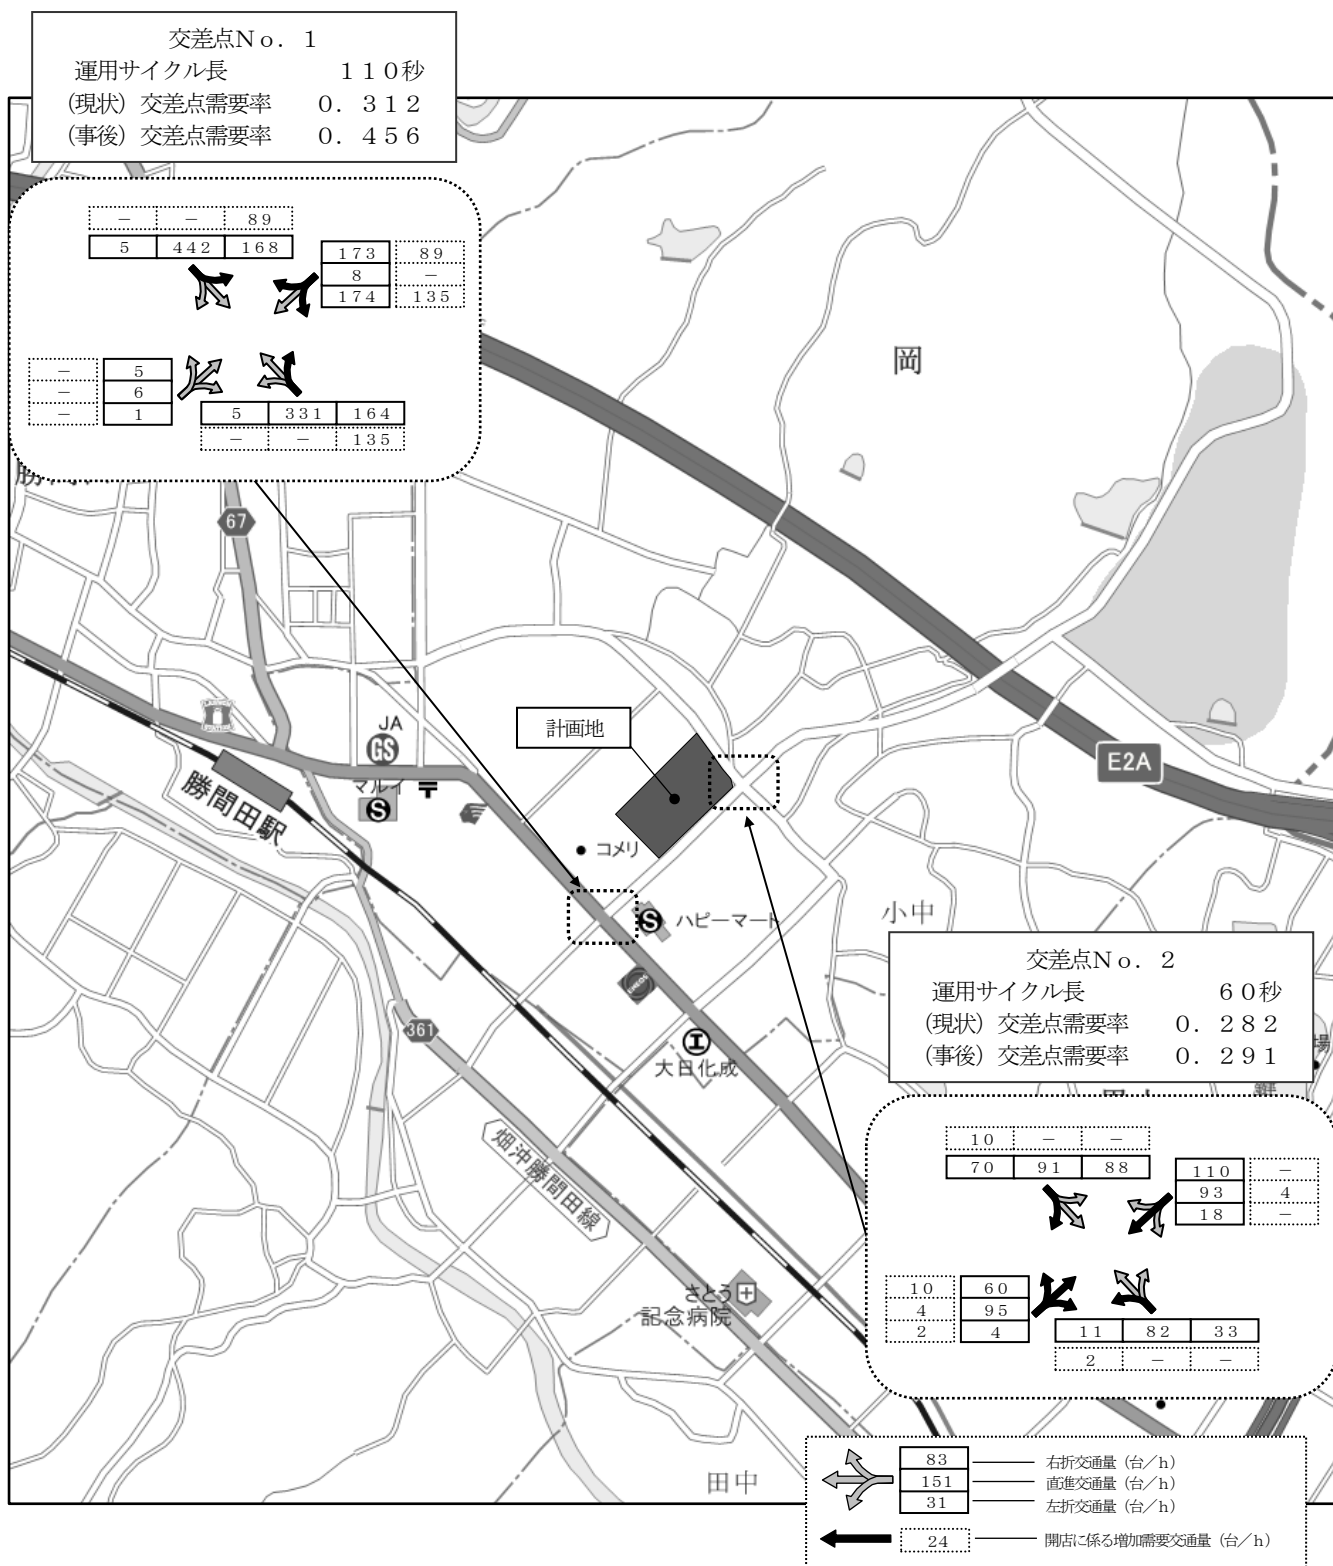 交差点Ｎｏ．１
運用サイクル長 １１０秒
（現状）交差点需要率 ０．３１２
（事後）交差点需要率 ０．４５６
－ － ８９
５ ４４２ １６８
１７３ ８９
８ －
１７４ １３５
－ ５
－ ６
－ １
５ ３３１ １６４
－ － １３５
岡
67
JA
GS
マルイ
S
勝間田駅
計画地
E2A
コメリ
S
ハピーマート
小中
ENEOS
361
大日化成
畑沖勝間田線
さとう
記念病院
田中
場
交差点Ｎｏ．２
運用サイクル長 ６０秒
（現状）交差点需要率 ０．２８２
（事後）交差点需要率 ０．２９１
１０ － －
７０ ９１ ８８
１１０ －
９３ ４
１８ －
１０ ６０
４ ９５
２ ４
１１ ８２ ３３
２ － －
83 右折交通量（台／ｈ）
151 直進交通量（台／ｈ）
31 左折交通量（台／ｈ）
24 開店に係る増加需要交通量（台／ｈ）